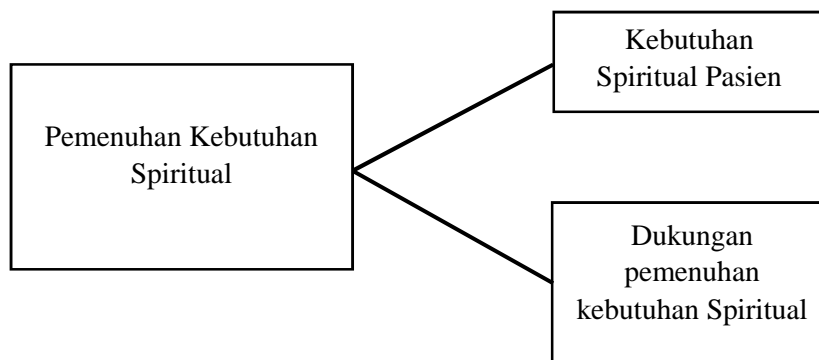 Pemenuhan Kebutuhan
Spiritual
Kebutuhan
Spiritual Pasien
Dukungan
pemenuhan
kebutuhan Spiritual